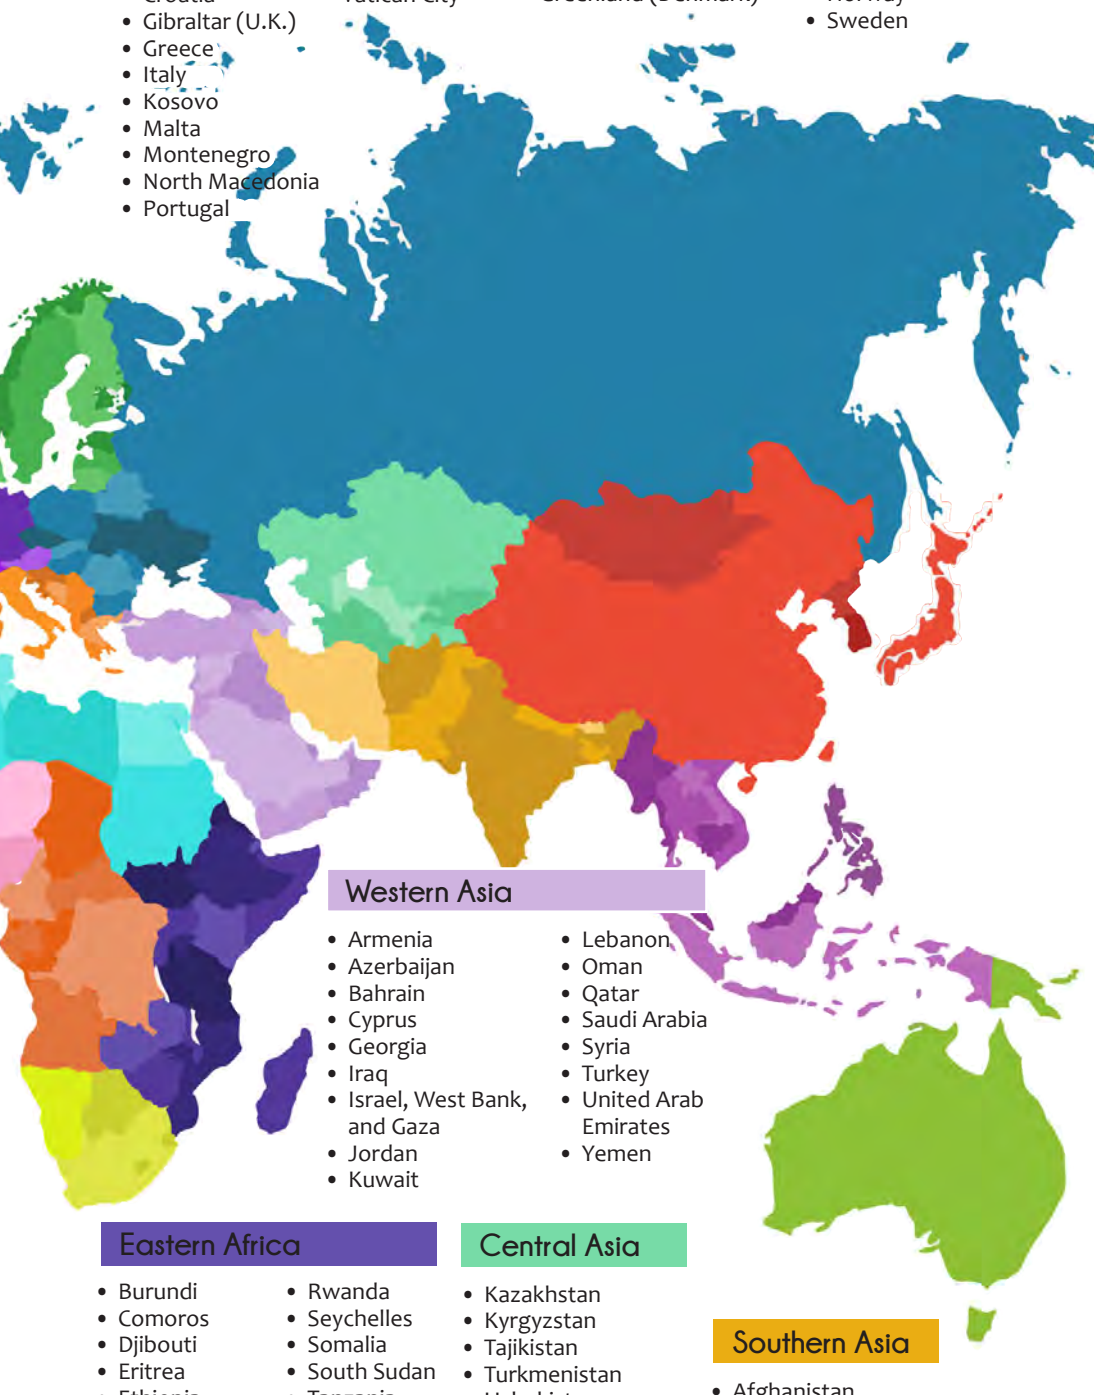 Gibraltar (U.K.)
Greece
Italy
Kosovo
Malta
Montenegro
North Macedonia
Portugal
Sweden
Western Asia
Armenia
Azerbaijan
Bahrain
Cyprus
Georgia
Iraq
Israel, West Bank,
and Gaza
Jordan
Kuwait
Lebanon
Oman
Qatar
Saudi Arabia
Syria
Turkey
United Arab
Emirates
Yemen
Eastern Africa
Burundi
Comoros
Djibouti
Eritrea
Rwanda
Seychelles
Somalia
South Sudan
Central Asia
Kazakhstan
Kyrgyzstan
Tajikistan
Turkmenistan
Southern Asia
Afghanistan